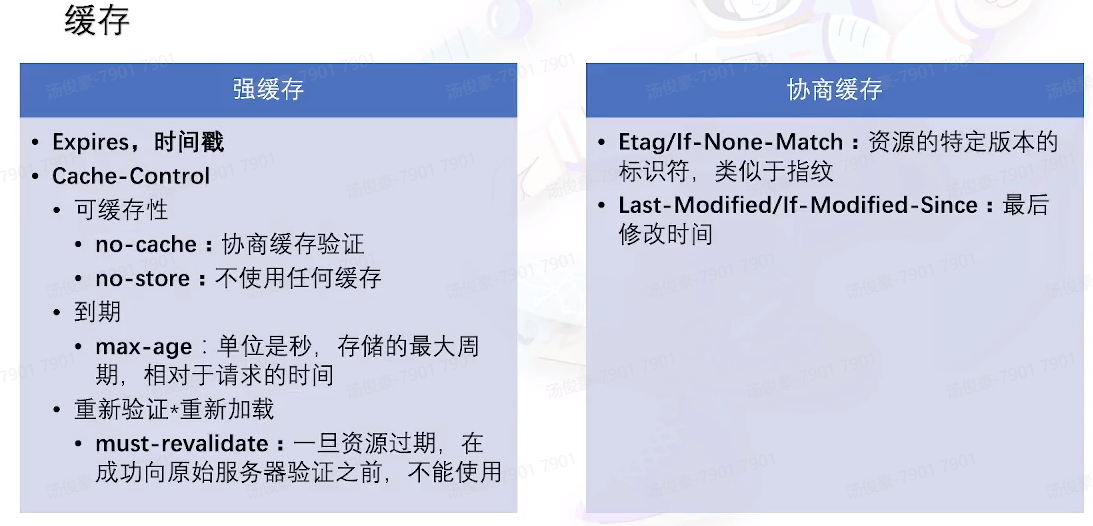 缓存
强缓存
• Expires，时间戳
• Cache-Control
• 可缓存性
• no-cache：协商缓存验证
• no-store：不使用任何缓存
• 到期
• max-age：单位是秒，存储的最大周
期，相对于请求的时间
• 重新验证*重新加载
• must-revalidate：一旦资源过期，在
成功向原始服务器验证之前，不能使用
协商缓存
• Etag/If-None-Match：资源的特定版本的
标识符，类似于指纹
• Last-Modified/If-Modified-Since：最后
修改时间
汤俊豪-7901 7901